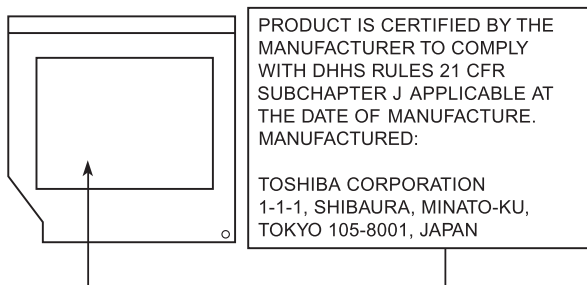 PRODUCT IS CERTIFIED BY THE
MANUFACTURER TO COMPLY
WITH DHHS RULES 21 CFR
SUBCHAPTER J APPLICABLE AT
THE DATE OF MANUFACTURE.
MANUFACTURED:
TOSHIBA CORPORATION
1-1-1, SHIBAURA, MINATO-KU,
TOKYO 105-8001, JAPAN